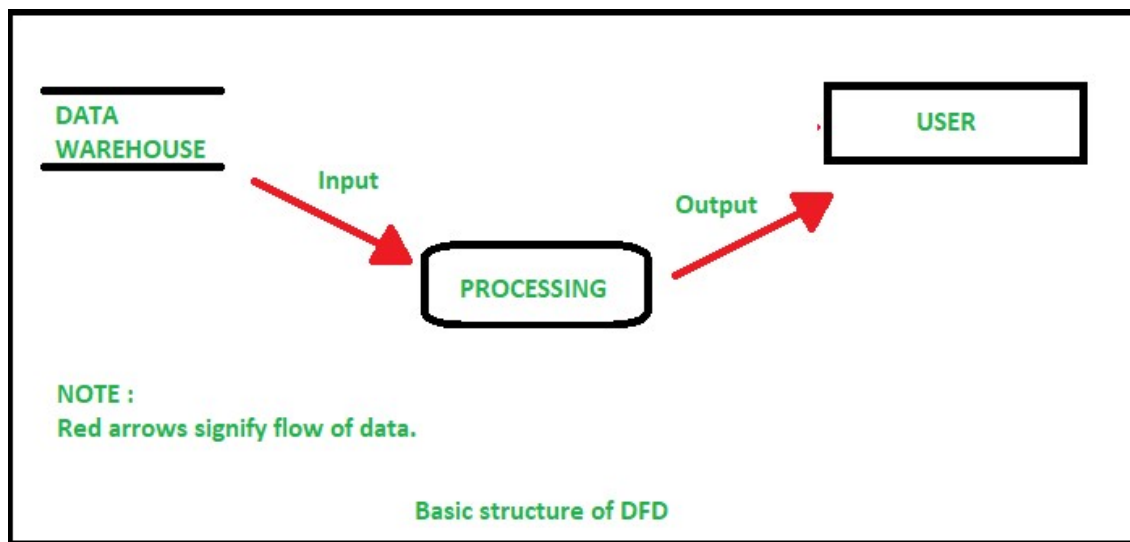 DATA
WAREHOUSE
Input
USER
Output
PROCESSING
NOTE :
Red arrows signify flow of data.
Basic structure of DFD